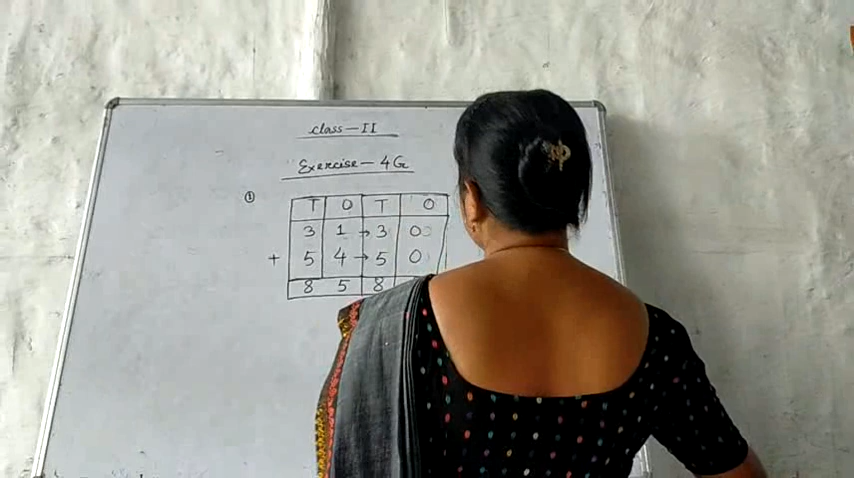 Class - II
Exercise - 4G
①
T O T O
3 1 → 3 0
+ 5 4 → 5 0
8 5 8